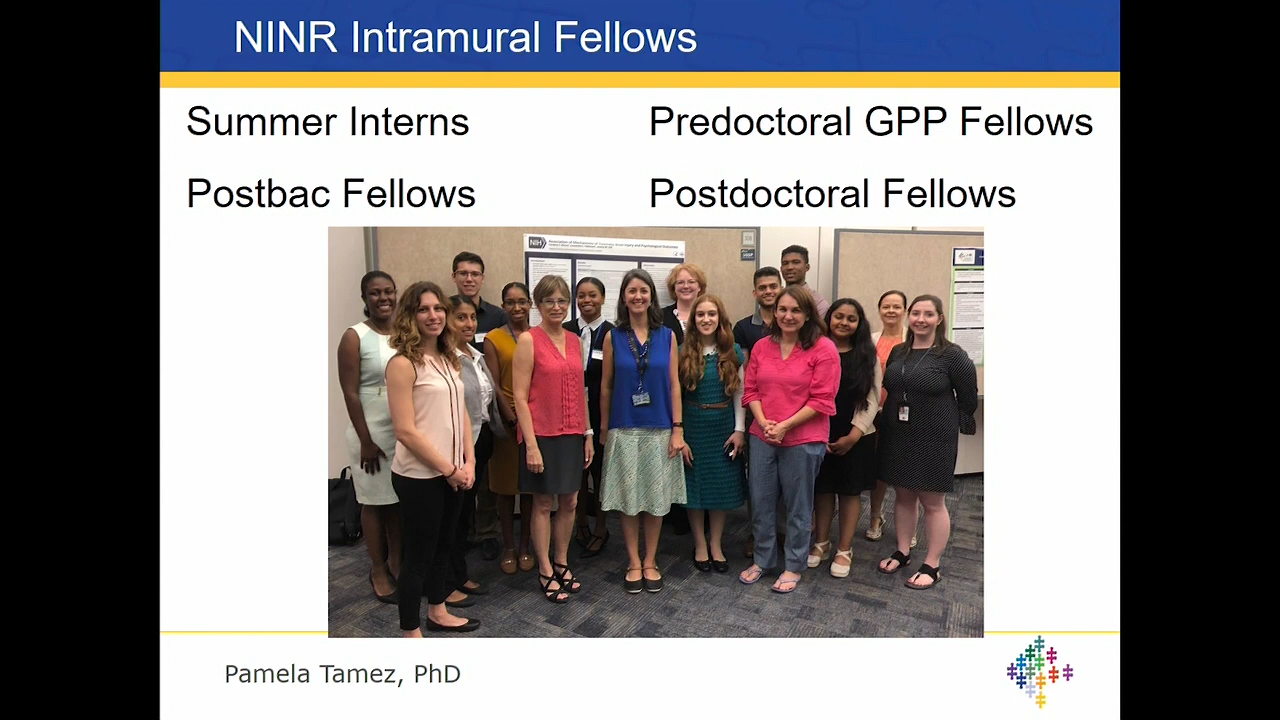 NINR Intramural Fellows
Summer Interns
Predoctoral GPP Fellows
Postbac Fellows
Postdoctoral Fellows
NIH
Pamela Tamez, PhD